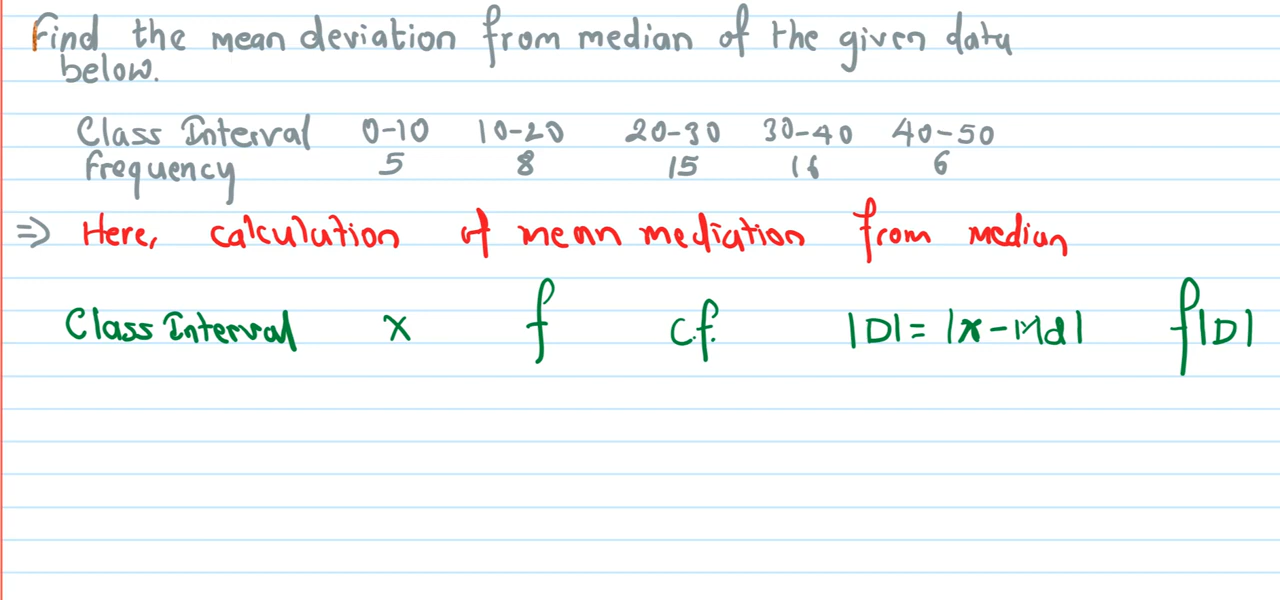 Find the mean deviation from median of the given data
below.
Class Interval 0-10 10-20 20-30 30-40 40-50
Frequency 5 8 15 16 6
⇒ Here, calculation of mean mediation from median
Class Interval x f c.f. |D| = |x-Md| f|D|